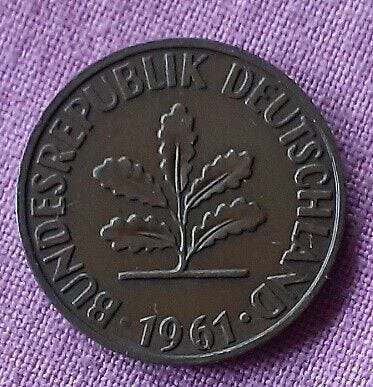 BUNDESREPUBLIK DEUTSCHLAND
· 1961 ·